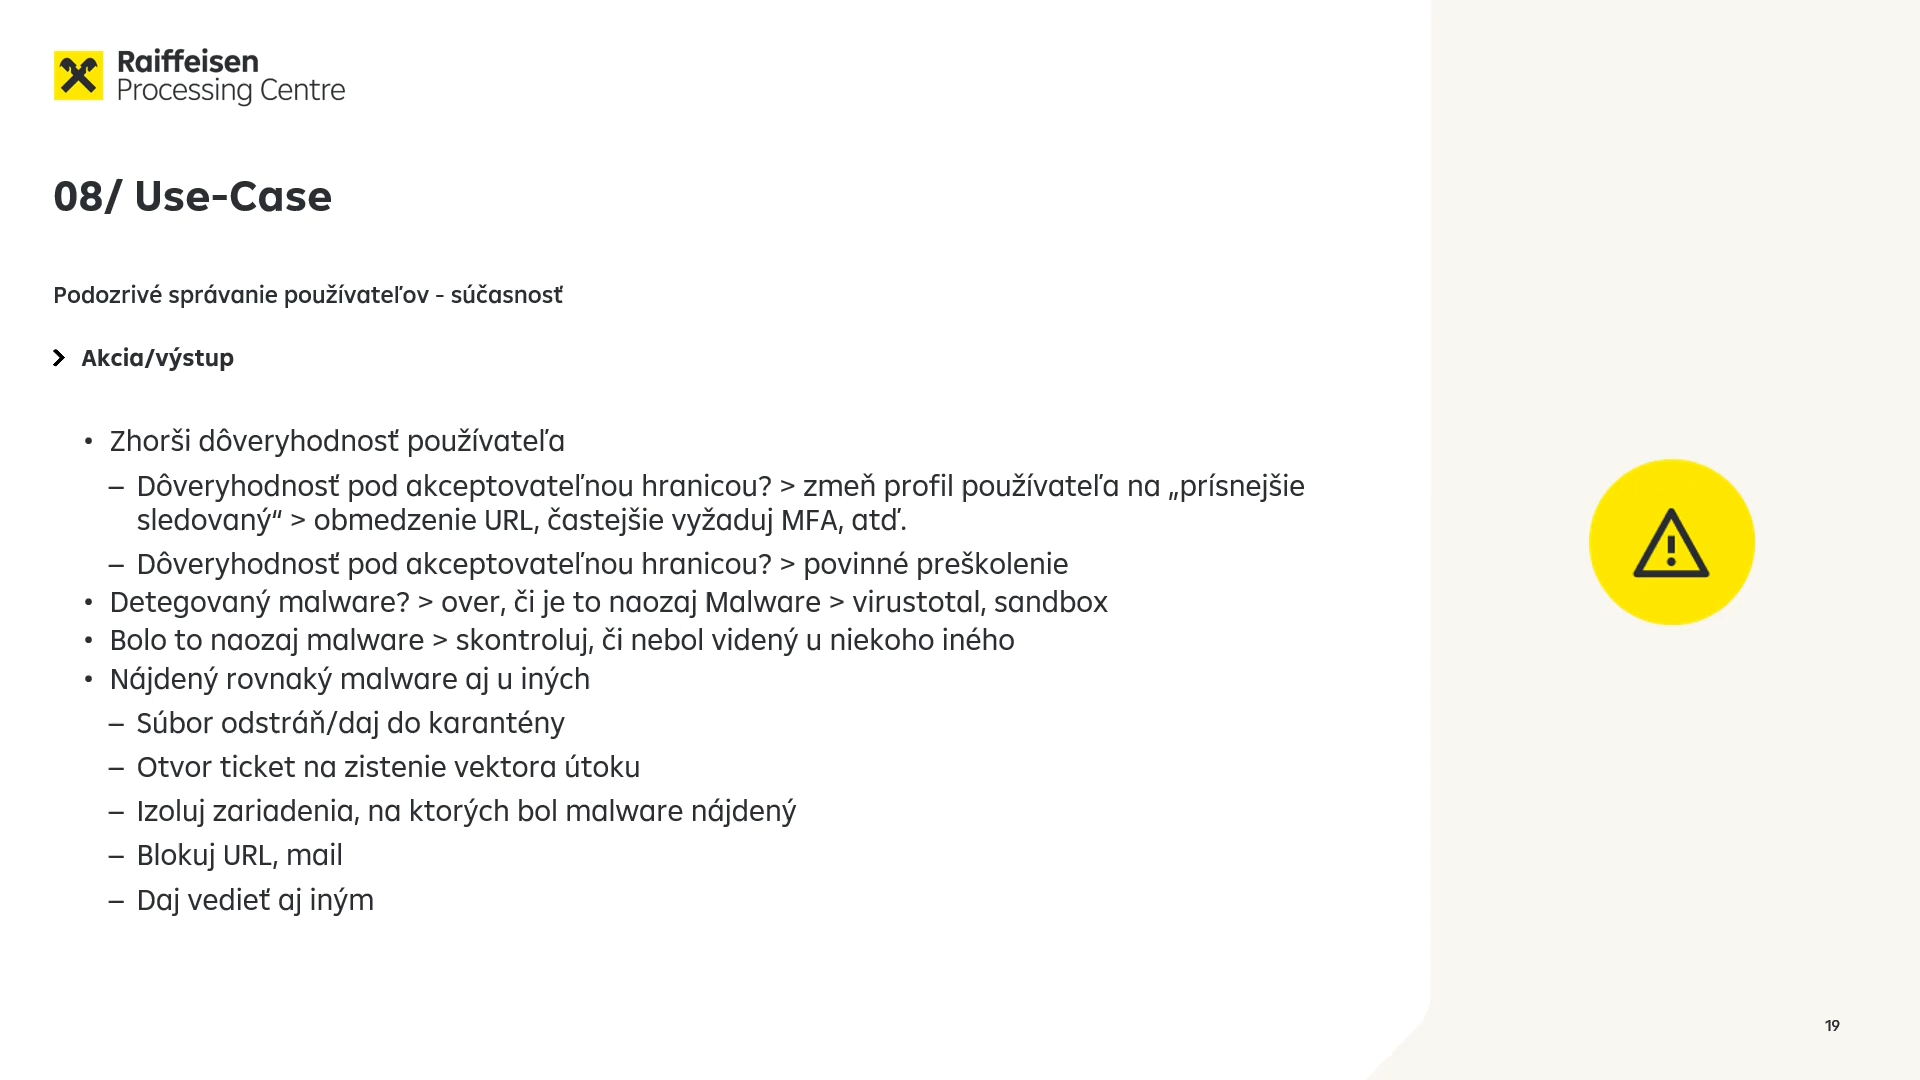 Raiffeisen
Processing Centre
08/ Use-Case
Podozrivé správanie používateľov - súčasnosť
Akcia/výstup
• Zhorši dôveryhodnosť používateľa
– Dôveryhodnosť pod akceptovateľnou hranicou? > zmeň profil používateľa na „prísnejšie
sledovaný“ > obmedzenie URL, častejšie vyžaduj MFA, atď.
– Dôveryhodnosť pod akceptovateľnou hranicou? > povinné preškolenie
• Detegovaný malware? > over, či je to naozaj Malware > virustotal, sandbox
• Bolo to naozaj malware > skontroluj, či nebol videný u niekoho iného
• Nájdený rovnaký malware aj u iných
– Súbor odstráň/daj do karantény
– Otvor ticket na zistenie vektora útoku
– Izoluj zariadenia, na ktorých bol malware nájdený
– Blokuj URL, mail
– Daj vedieť aj iným
19